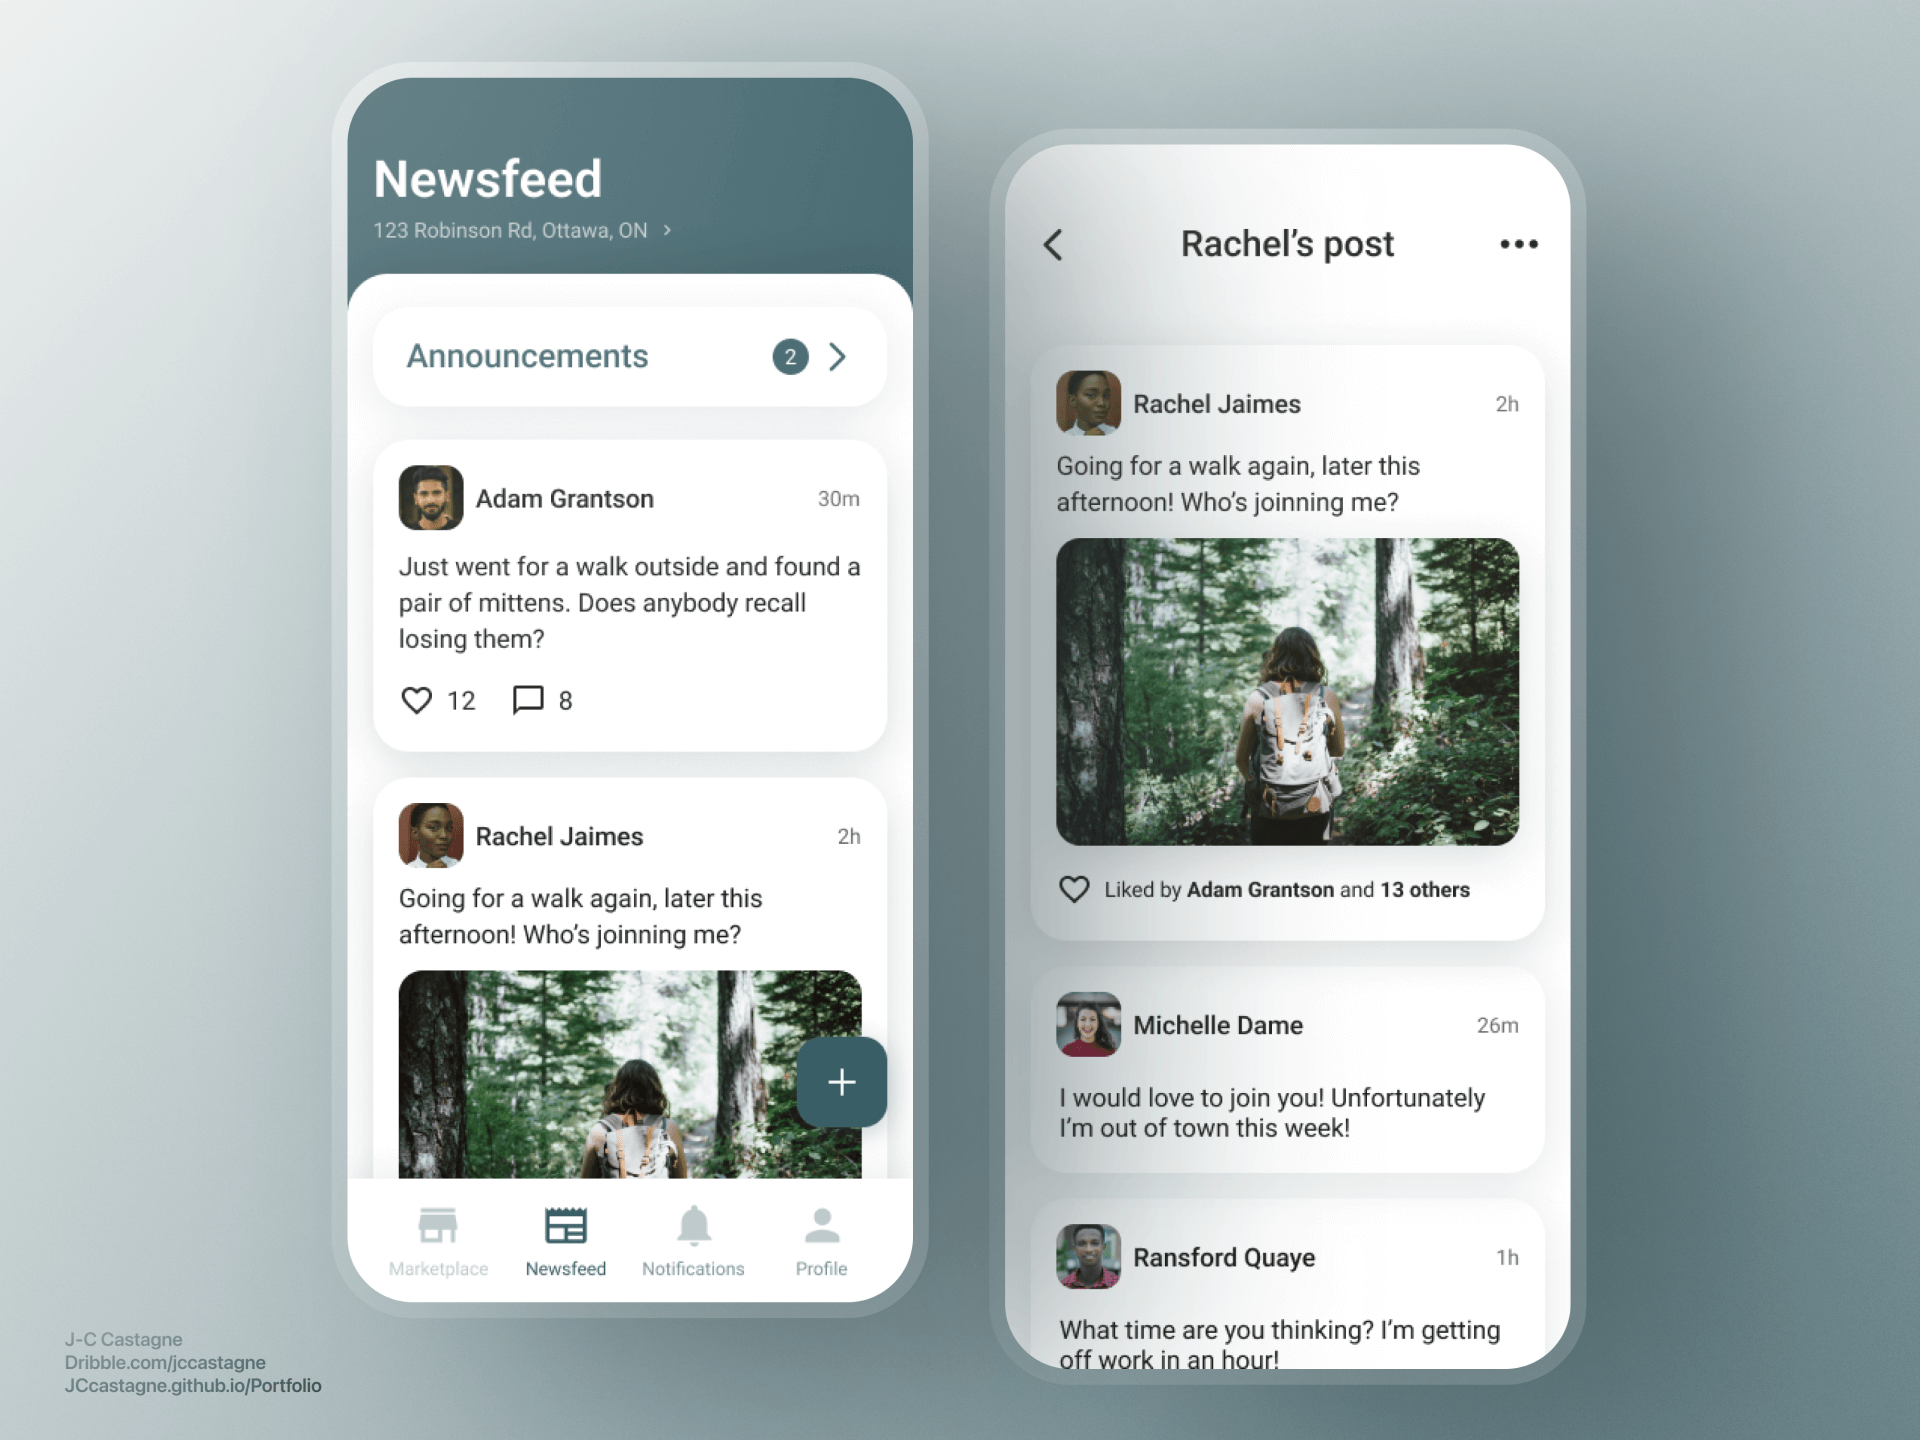 Newsfeed
123 Robinson Rd, Ottawa, ON
Announcements
2
Adam Grantson
30m
Just went for a walk outside and found a
pair of mittens. Does anybody recall
losing them?
12
8
Rachel Jaimes
2h
Going for a walk again, later this
afternoon! Who’s joinning me?
Marketplace
Newsfeed
Notifications
Profile
Rachel’s post
Rachel Jaimes
2h
Going for a walk again, later this
afternoon! Who’s joinning me?
Liked by Adam Grantson and 13 others
Michelle Dame
26m
I would love to join you! Unfortunately
I’m out of town this week!
Ransford Quaye
1h
What time are you thinking? I’m getting
off work in an hour!
J-C Castagne
Dribble.com/jccastagne
JCcastagne.github.io/Portfolio